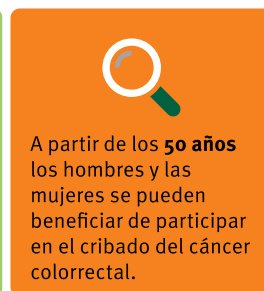 A partir de los 50 años
los hombres y las
mujeres se pueden
beneficiar de participar
en el cribado del cáncer
colorrectal.